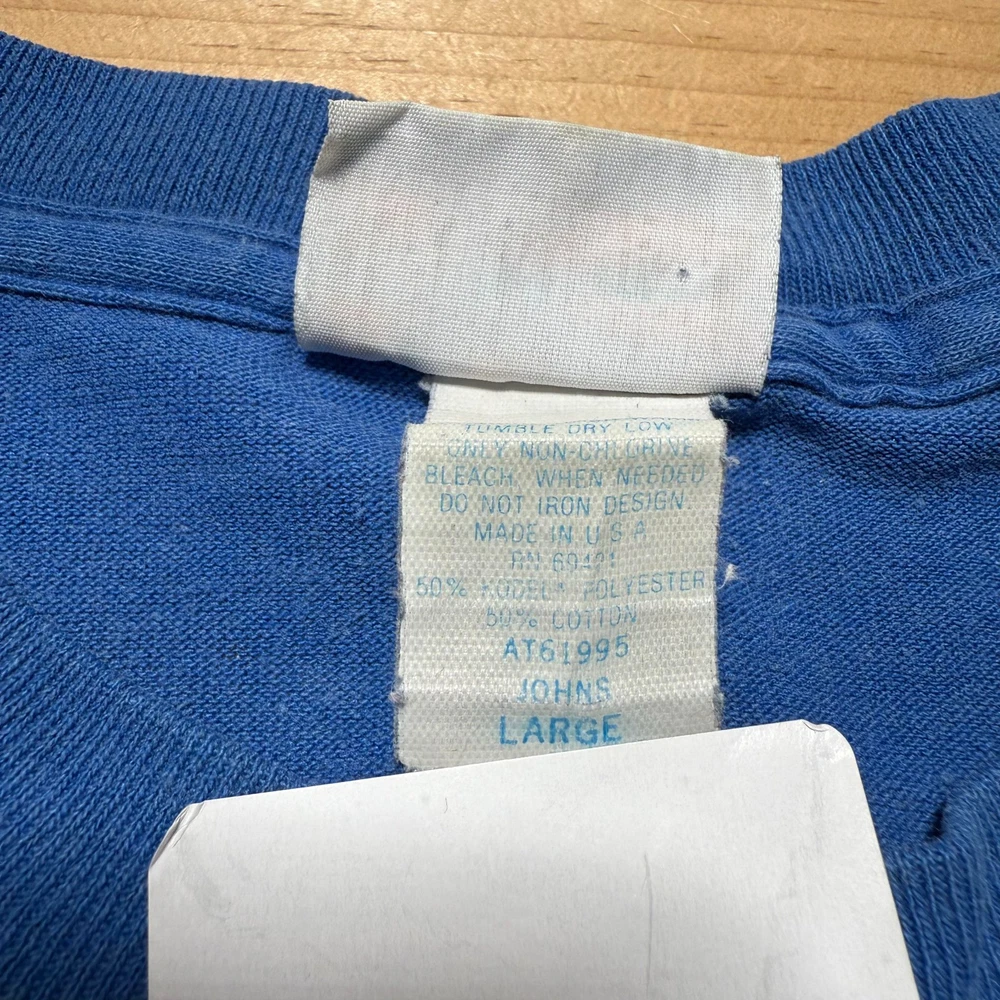 TUMBLE DRY LOW
ONLY NON-CHLORINE
BLEACH, WHEN NEEDED
DO NOT IRON DESIGN.
MADE IN U S A
RN 69421
50% KODEL* POLYESTER
50% COTTON
AT61995
JOHNS
LARGE